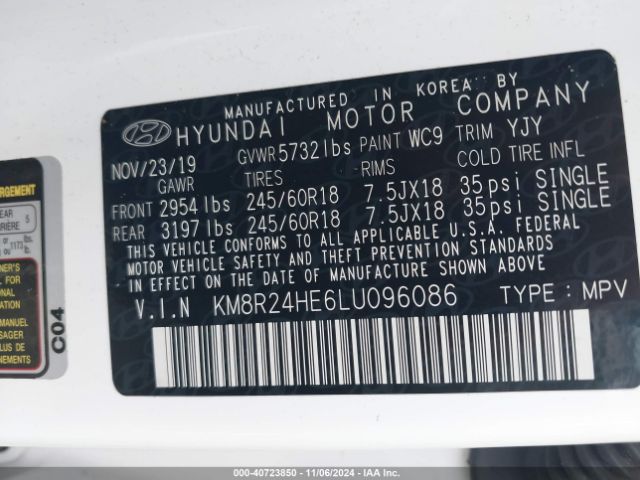 MANUFACTURED IN KOREA BY
HYUNDAI MOTOR COMPANY
NOV/23/19 GVWR 5732 lbs PAINT WC9 TRIM YJY
GAWR TIRES RIMS COLD TIRE INFL
FRONT 2954 lbs 245/60R18 7.5JX18 35psi SINGLE
REAR 3197 lbs 245/60R18 7.5JX18 35psi SINGLE
THIS VEHICLE CONFORMS TO ALL APPLICABLE U.S.A. FEDERAL
MOTOR VEHICLE SAFETY AND THEFT PREVENTION STANDARDS
IN EFFECT ON THE DATE OF MANUFACTURE SHOWN ABOVE.
V.I.N KM8R24HE6LU096086 TYPE : MPV
C04
000-40723850 - 11/06/2024 - IAA Inc.